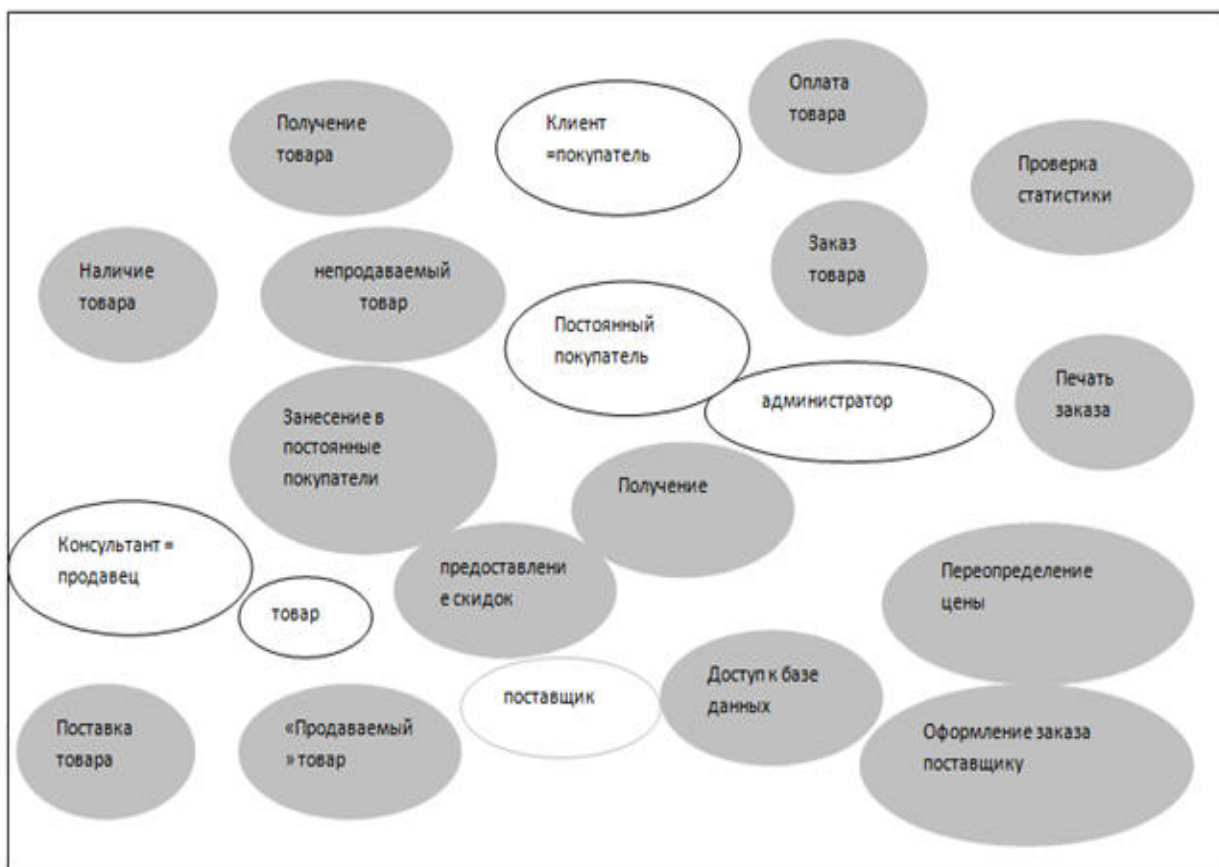 Оплата
товара
Получение
товара
Клиент
=покупатель
Проверка
статистики
Заказ
товара
Наличие
товара
непродаваемый
товар
Постоянный
покупатель
Печать
заказа
администратор
Занесение в
постоянные
покупатели
Получение
Консультант =
продавец
товар
предоставлени
е скидок
Переопределение
цены
поставщик
Доступ к базе
данных
Поставка
товара
«Продаваемый
» товар
Оформление заказа
поставщику